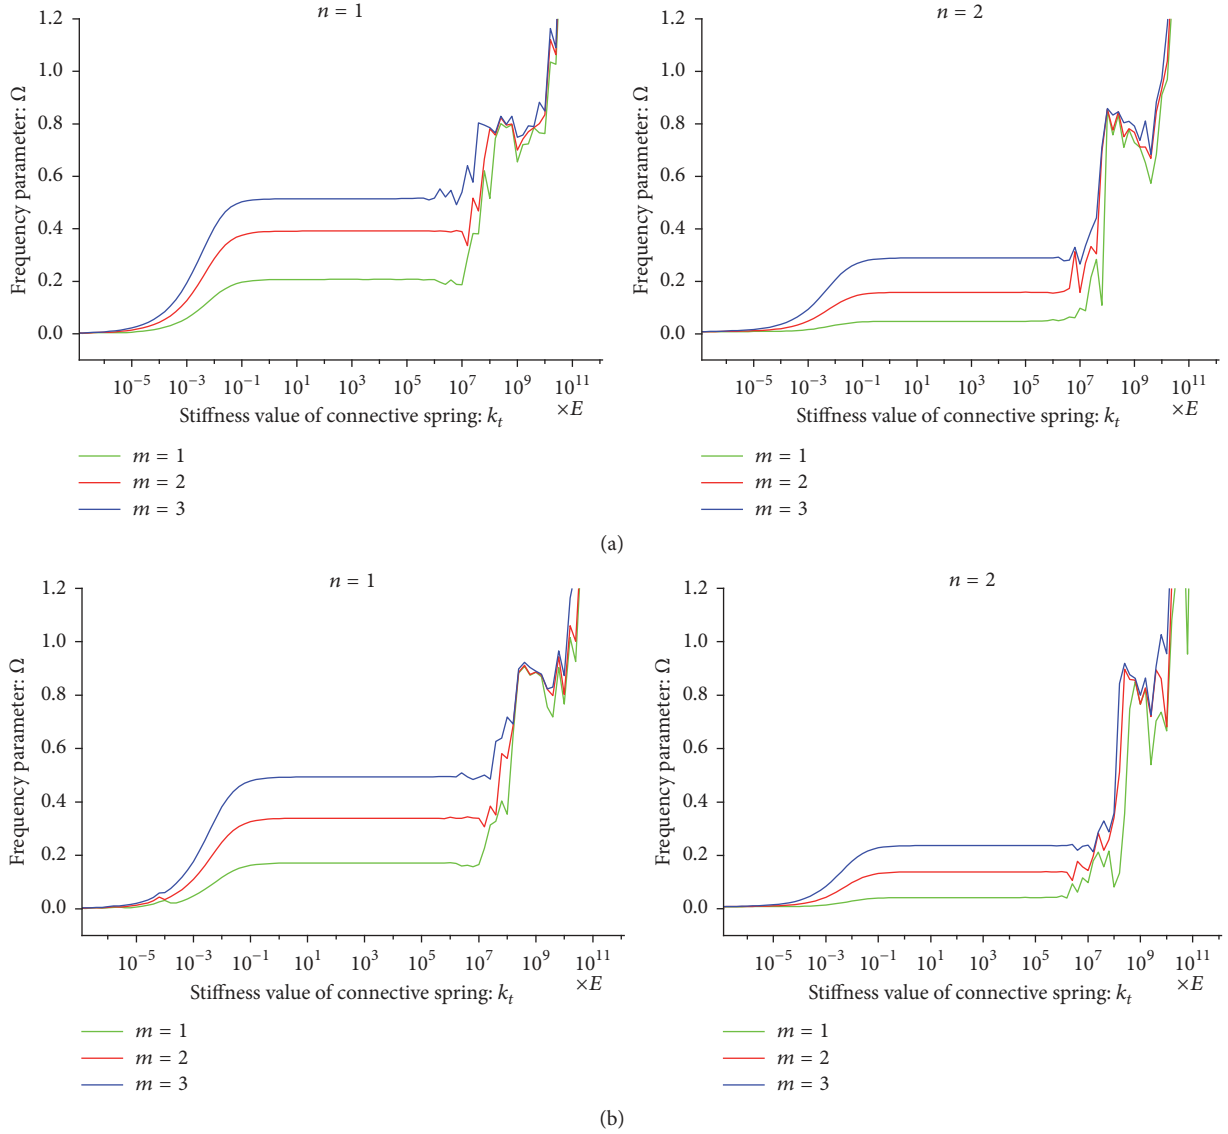 n = 1
1.2
1.0
0.8
0.6
0.4
0.2
0.0
Frequency parameter: Ω
10⁻⁵ 10⁻³ 10⁻¹ 10¹ 10³ 10⁵ 10⁷ 10⁹ 10¹¹
×E
Stiffness value of connective spring: kₜ
m = 1
m = 2
m = 3
n = 2
1.2
1.0
0.8
0.6
0.4
0.2
0.0
Frequency parameter: Ω
10⁻⁵ 10⁻³ 10⁻¹ 10¹ 10³ 10⁵ 10⁷ 10⁹ 10¹¹
×E
Stiffness value of connective spring: kₜ
m = 1
m = 2
m = 3
(a)
n = 1
1.2
1.0
0.8
0.6
0.4
0.2
0.0
Frequency parameter: Ω
10⁻⁵ 10⁻³ 10⁻¹ 10¹ 10³ 10⁵ 10⁷ 10⁹ 10¹¹
×E
Stiffness value of connective spring: kₜ
m = 1
m = 2
m = 3
n = 2
1.2
1.0
0.8
0.6
0.4
0.2
0.0
Frequency parameter: Ω
10⁻⁵ 10⁻³ 10⁻¹ 10¹ 10³ 10⁵ 10⁷ 10⁹ 10¹¹
×E
Stiffness value of connective spring: kₜ
m = 1
m = 2
m = 3
(b)